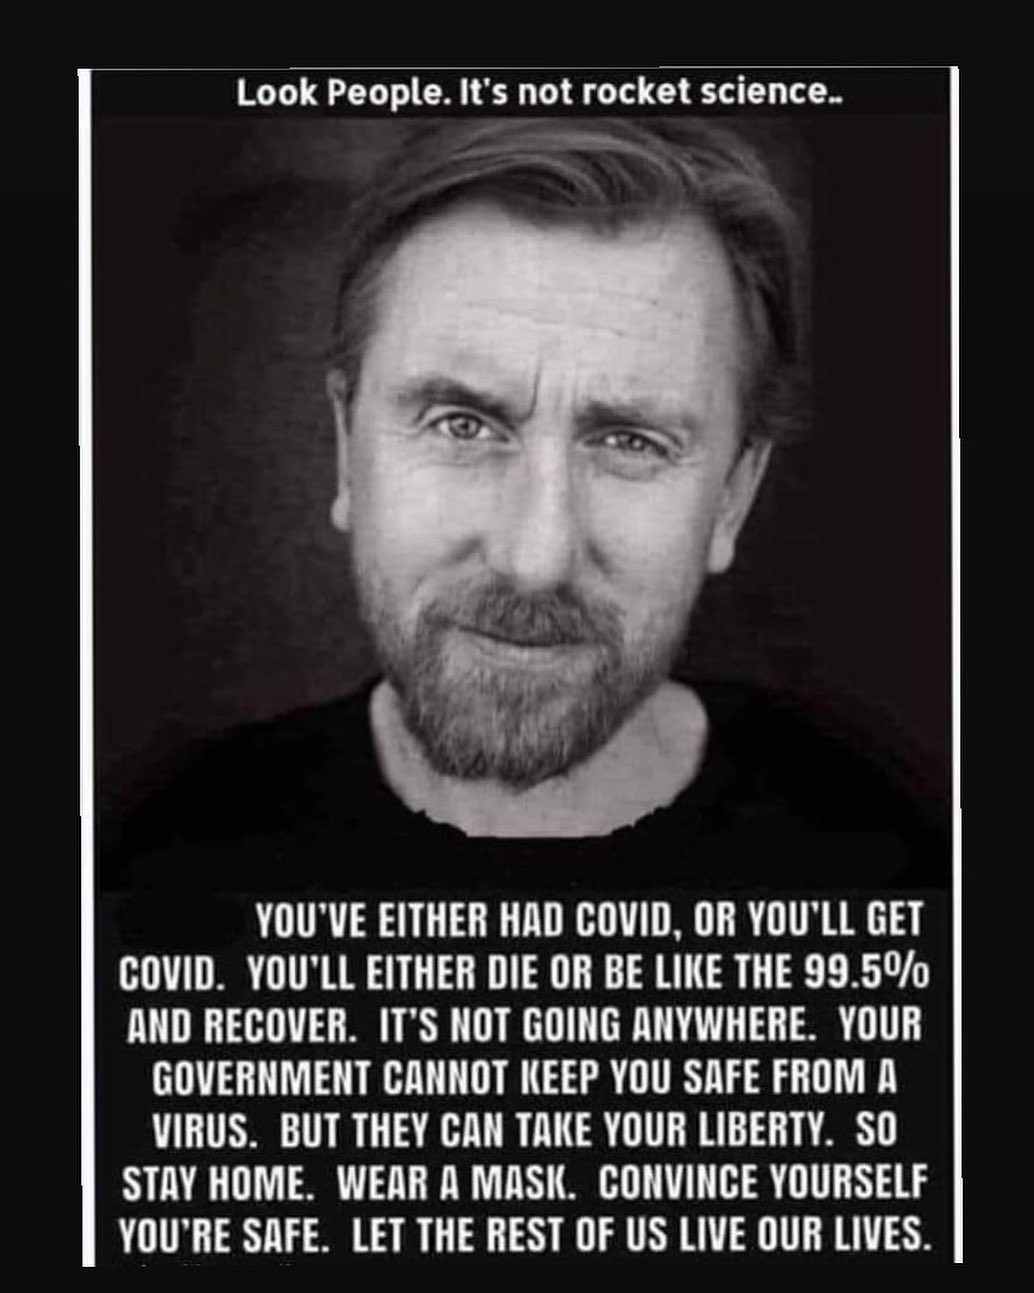 Look People. It's not rocket science..
YOU'VE EITHER HAD COVID, OR YOU'LL GET
COVID. YOU'LL EITHER DIE OR BE LIKE THE 99.5%
AND RECOVER. IT'S NOT GOING ANYWHERE. YOUR
GOVERNMENT CANNOT KEEP YOU SAFE FROM A
VIRUS. BUT THEY CAN TAKE YOUR LIBERTY. SO
STAY HOME. WEAR A MASK. CONVINCE YOURSELF
YOU'RE SAFE. LET THE REST OF US LIVE OUR LIVES.